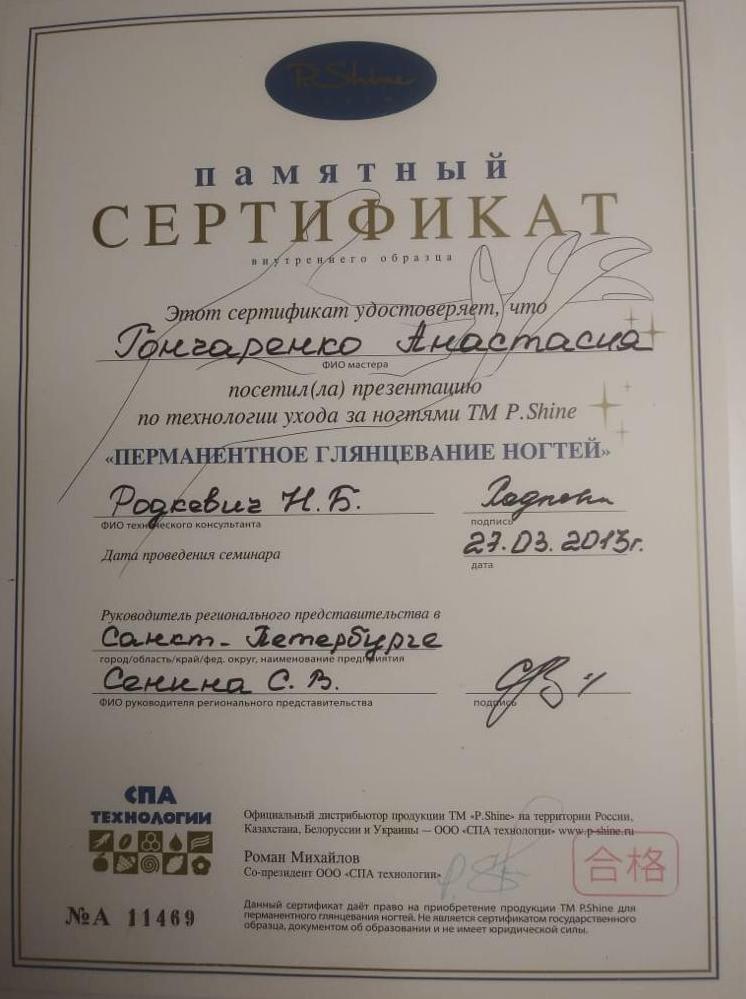 P.Shine
ПАМЯТНЫЙ
СЕРТИФИКАТ
внутреннего образца
Этот сертификат удостоверяет, что
Гончаренко Анастасия
ФИО мастера
посетил(ла) презентацию
по технологии ухода за ногтями ТМ P.Shine
«ПЕРМАНЕНТНОЕ ГЛЯНЦЕВАНИЕ НОГТЕЙ»
Родкевич Н.Б.
ФИО технического консультанта
подпись
Дата проведения семинара
27.03.2013г.
дата
Руководитель регионального представительства в
Санкт-Петербурге
город/область/край/фед. округ, наименование предприятия
Сенина С.В.
ФИО руководителя регионального представительства
подпись
СПА
ТЕХНОЛОГИИ
Официальный дистрибьютор продукции ТМ «P.Shine» на территории России,
Казахстана, Белоруссии и Украины — ООО «СПА технологии» www.p-shine.ru
Роман Михайлов
Со-президент ООО «СПА технологии»
合格
№А 11469
Данный сертификат даёт право на приобретение продукции ТМ P.Shine для
перманентного глянцевания ногтей. Не является сертификатом государственного
образца, документом об образовании и не имеет юридической силы.